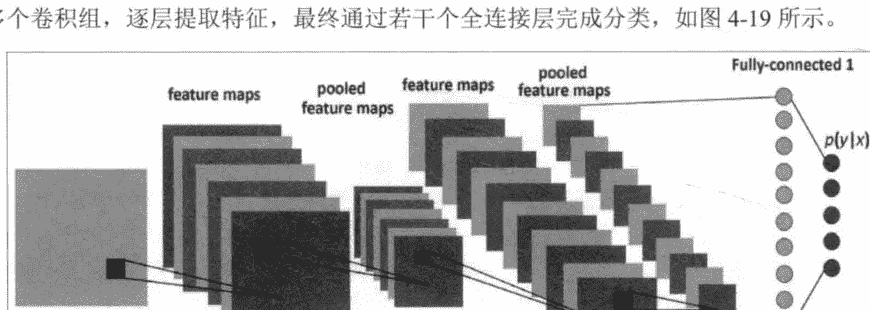 多个卷积组，逐层提取特征，最终通过若干个全连接层完成分类，如图 4-19 所示。
feature maps
pooled
feature maps
feature maps
pooled
feature maps
Fully-connected 1
p(y|x)